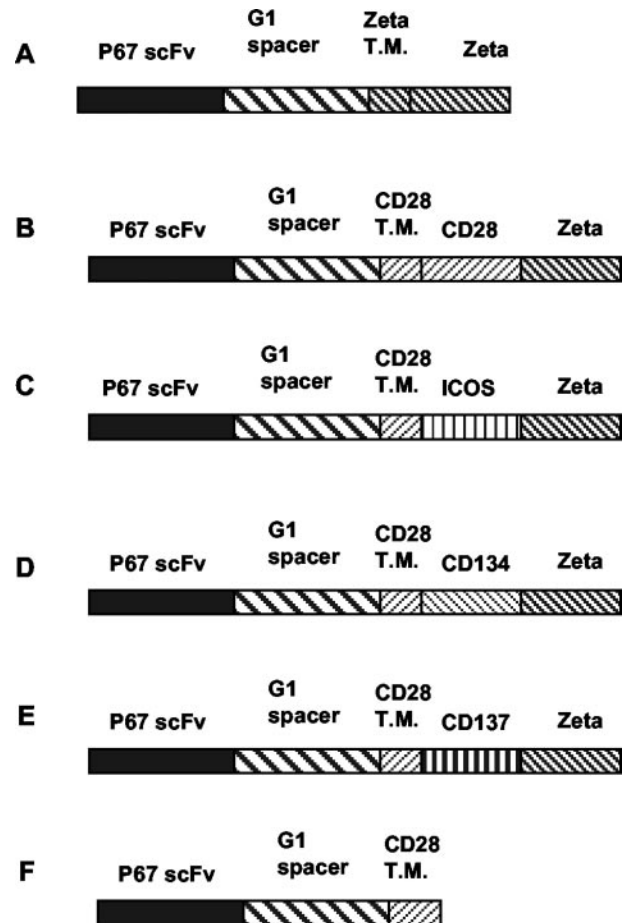 A
P67 scFv
G1
spacer
Zeta
T.M.
Zeta
B
P67 scFv
G1
spacer
CD28
T.M.
CD28
Zeta
C
P67 scFv
G1
spacer
CD28
T.M.
ICOS
Zeta
D
P67 scFv
G1
spacer
CD28
T.M.
CD134
Zeta
E
P67 scFv
G1
spacer
CD28
T.M.
CD137
Zeta
F
P67 scFv
G1
spacer
CD28
T.M.